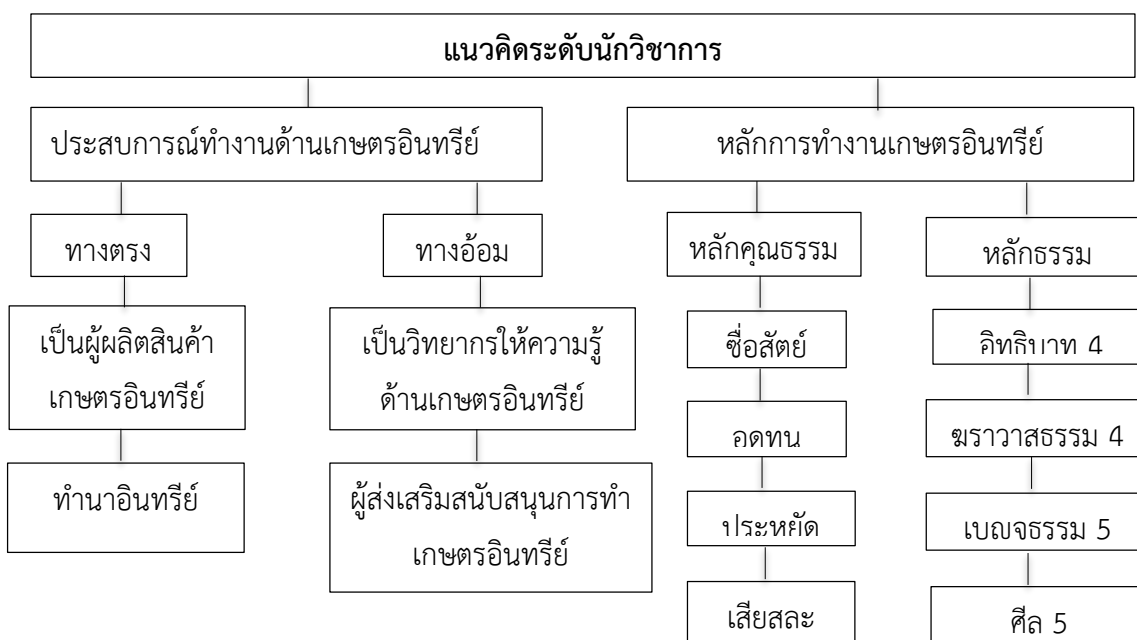 แนวคิดระดับนักวิชาการ
ประสบการณ์ทำงานด้านเกษตรอินทรีย์
หลักการทำงานเกษตรอินทรีย์
ทางตรง
ทางอ้อม
หลักคุณธรรม
หลักธรรม
เป็นผู้ผลิตสินค้า
เกษตรอินทรีย์
เป็นวิทยากรให้ความรู้
ด้านเกษตรอินทรีย์
ซื่อสัตย์
อิทธิบาท 4
อดทน
ฆราวาสธรรม 4
ทำนาอินทรีย์
ผู้ส่งเสริมสนับสนุนการทำ
เกษตรอินทรีย์
ประหยัด
เบญจธรรม 5
เสียสละ
ศีล 5